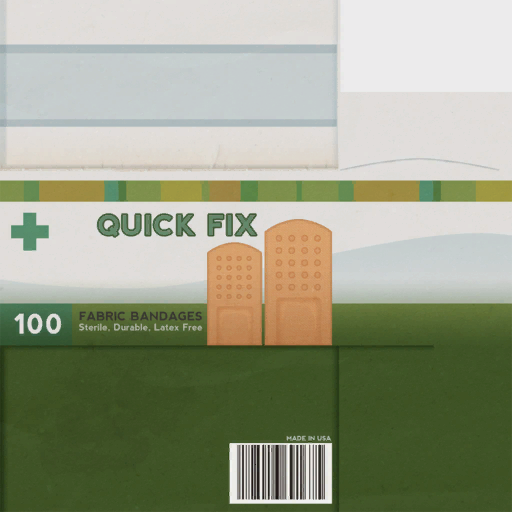 QUICK FIX
100
FABRIC BANDAGES
Sterile, Durable, Latex Free
MADE IN USA